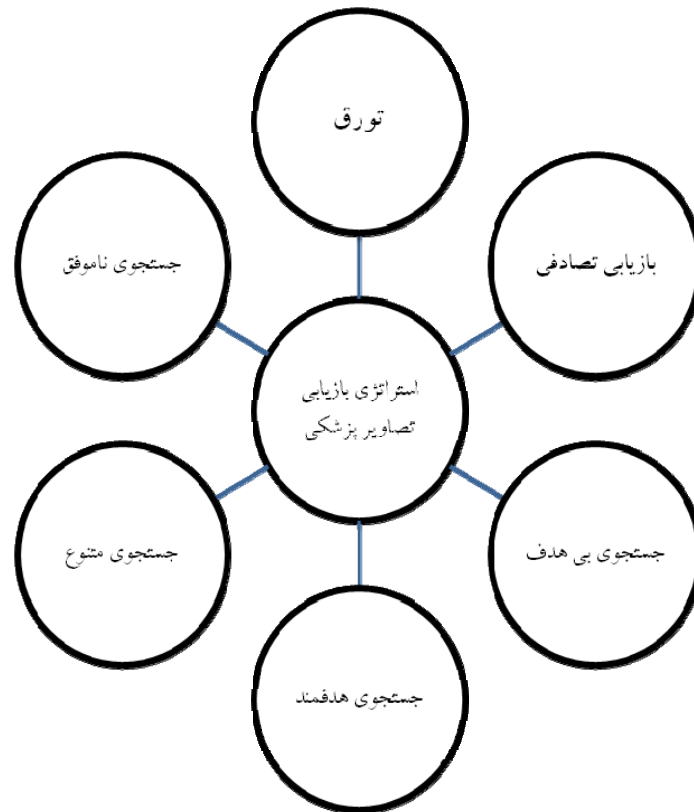 تورق
بازیابی تصادفی
جستجوی ناموفق
استراتژی بازیابی
تصاویر پزشکی
جستجوی بی هدف
جستجوی متنوع
جستجوی هدفمند